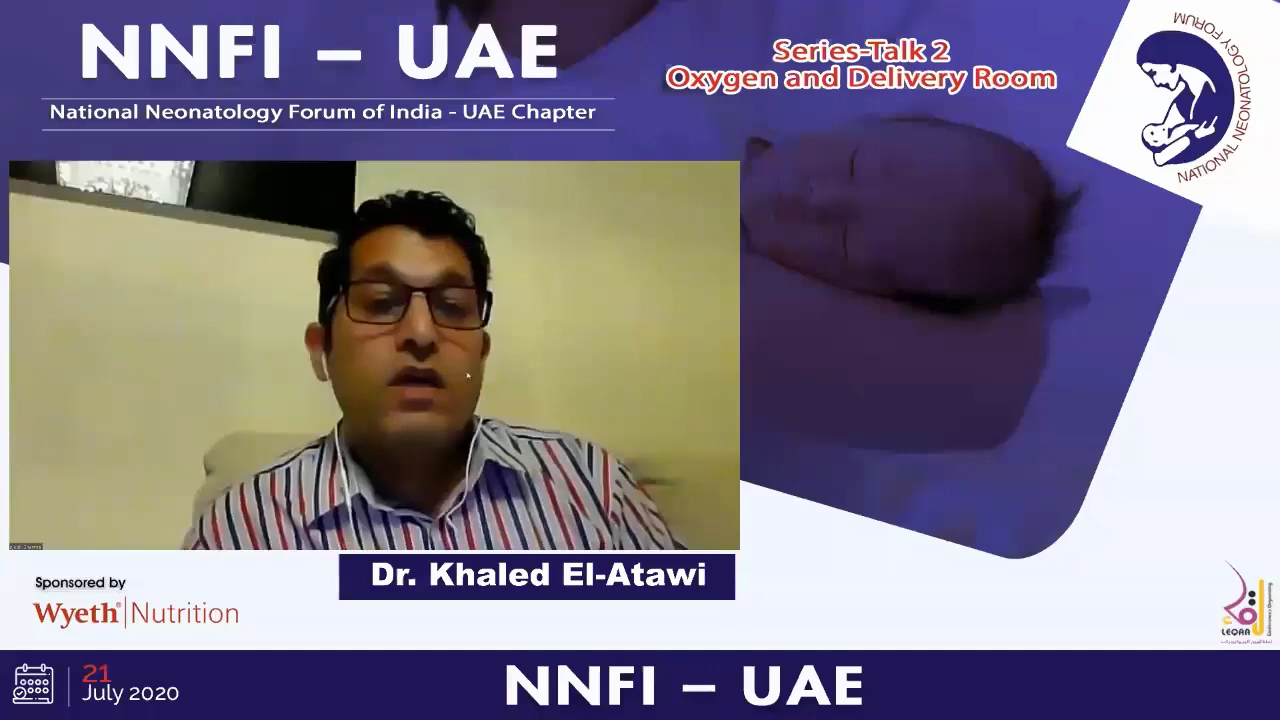 NNFI – UAE
National Neonatology Forum of India - UAE Chapter
Series-Talk 2
Oxygen and Delivery Room
NATIONAL NEONATOLOGY FORUM
Dr. Khaled El-Atawi
Sponsored by
Wyeth® Nutrition
LEQAA
21
July 2020
NNFI – UAE